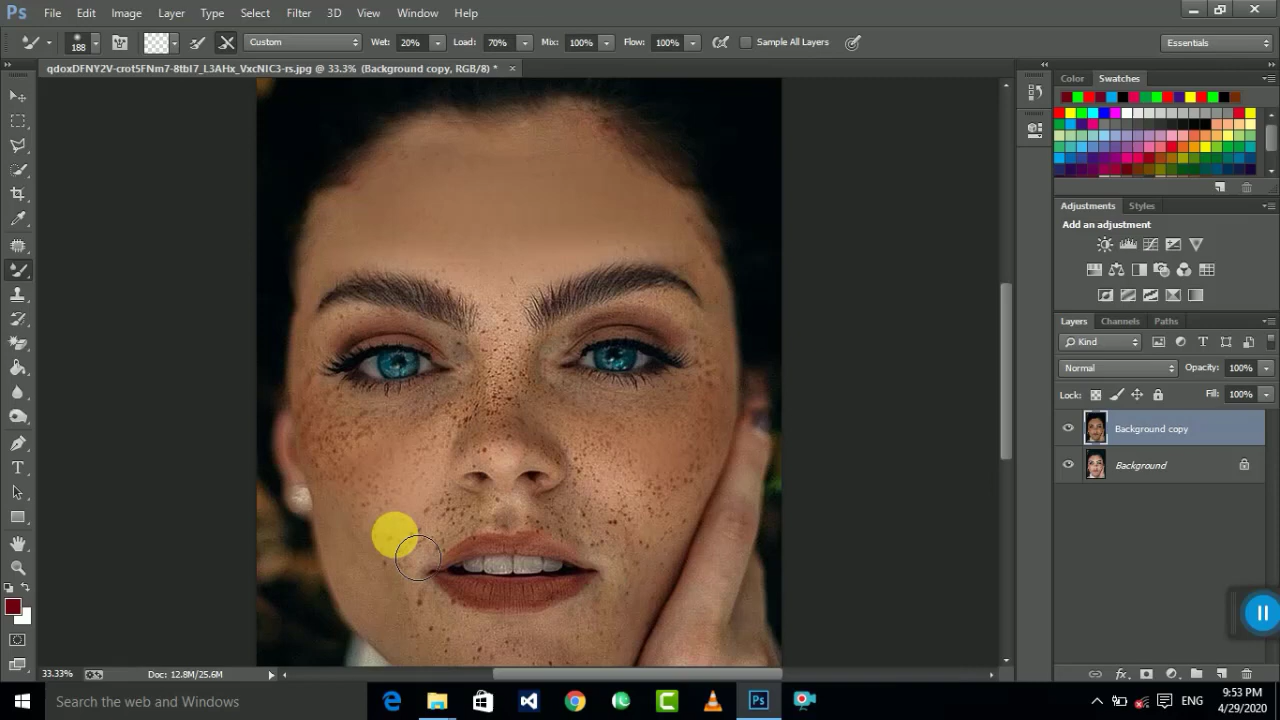 Ps File Edit Image Layer Type Select Filter 3D View Window Help
188 Custom Wet: 20% Load: 70% Mix: 100% Flow: 100% Sample All Layers Essentials
qdoxDFNY2V-crot5FNm7-8tbI7_L3AHx_VxcNIC3-rs.jpg @ 33.3% (Background copy, RGB/8) *
Color Swatches
Adjustments Styles
Add an adjustment
Layers Channels Paths
Kind
Normal Opacity: 100%
Lock: Fill: 100%
Background copy
Background
T
33.33% Doc: 12.8M/25.6M
Search the Web and Windows
Ps ENG 9:53 PM
4/29/2020